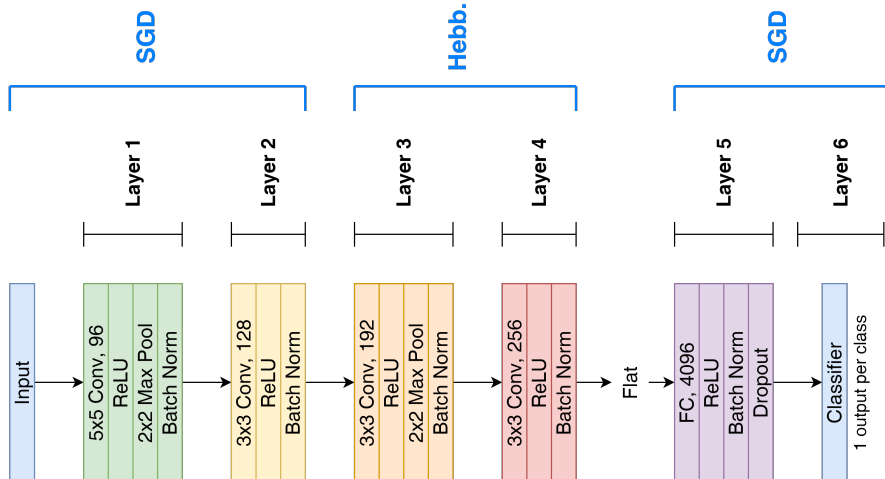 SGD
Hebb.
SGD
Layer 1
Layer 2
Layer 3
Layer 4
Layer 5
Layer 6
Input
5x5 Conv, 96
ReLU
2x2 Max Pool
Batch Norm
3x3 Conv, 128
ReLU
Batch Norm
3x3 Conv, 192
ReLU
2x2 Max Pool
Batch Norm
3x3 Conv, 256
ReLU
Batch Norm
Flat
FC, 4096
ReLU
Batch Norm
Dropout
Classifier
1 output per class